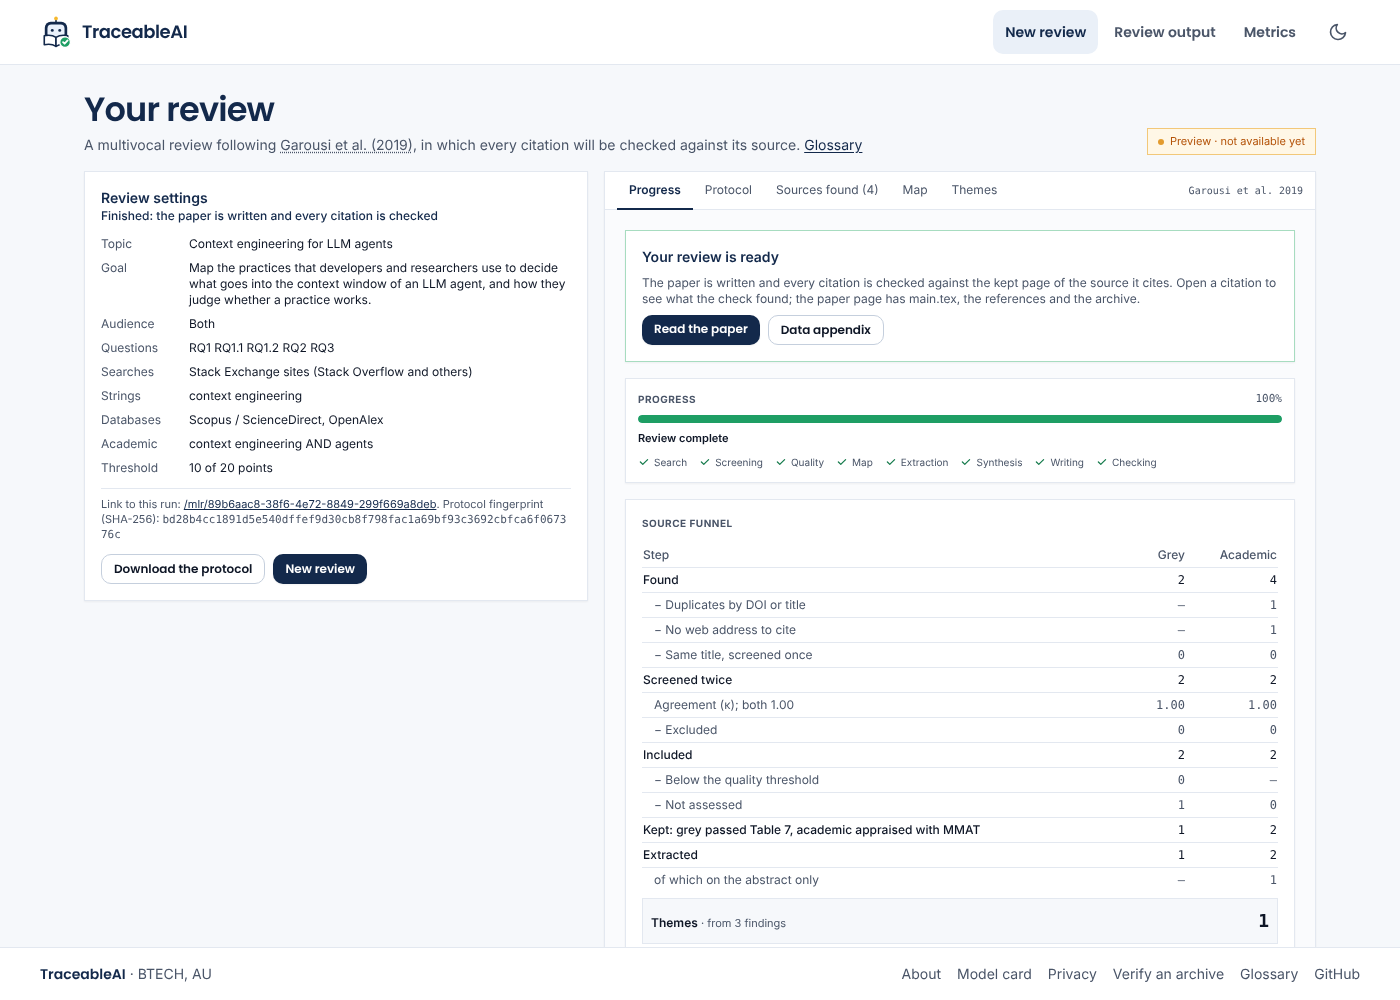 TraceableAI
New review
Review output
Metrics
Your review
A multivocal review following Garousi et al. (2019), in which every citation will be checked against its source. Glossary
Preview · not available yet
Review settings
Finished: the paper is written and every citation is checked
Topic Context engineering for LLM agents
Goal Map the practices that developers and researchers use to decide
what goes into the context window of an LLM agent, and how they
judge whether a practice works.
Audience Both
Questions RQ1 RQ1.1 RQ1.2 RQ2 RQ3
Searches Stack Exchange sites (Stack Overflow and others)
Strings context engineering
Databases Scopus / ScienceDirect, OpenAlex
Academic context engineering AND agents
Threshold 10 of 20 points
Link to this run: /mlr/89b6aac8-38f6-4e72-8849-299f669a8deb. Protocol fingerprint
(SHA-256): bd28b4cc1891d5e540dffef9d30cb8f798fac1a69bf93c3692cbfca6f0673
76c
Download the protocol
New review
Progress
Protocol
Sources found (4)
Map
Themes
Garousi et al. 2019
Your review is ready
The paper is written and every citation is checked against the kept page of the source it cites. Open a citation to
see what the check found; the paper page has main.tex, the references and the archive.
Read the paper
Data appendix
PROGRESS 100%
Review complete
Search Screening Quality Map Extraction Synthesis Writing Checking
SOURCE FUNNEL
Step Grey Academic
Found 2 4
– Duplicates by DOI or title – 1
– No web address to cite – 1
– Same title, screened once 0 0
Screened twice 2 2
Agreement (κ); both 1.00 1.00 1.00
– Excluded 0 0
Included 2 2
– Below the quality threshold 0 –
– Not assessed 1 0
Kept: grey passed Table 7, academic appraised with MMAT 1 2
Extracted 1 2
of which on the abstract only – 1
Themes · from 3 findings 1
TraceableAI · BTECH, AU
About
Model card
Privacy
Verify an archive
Glossary
GitHub